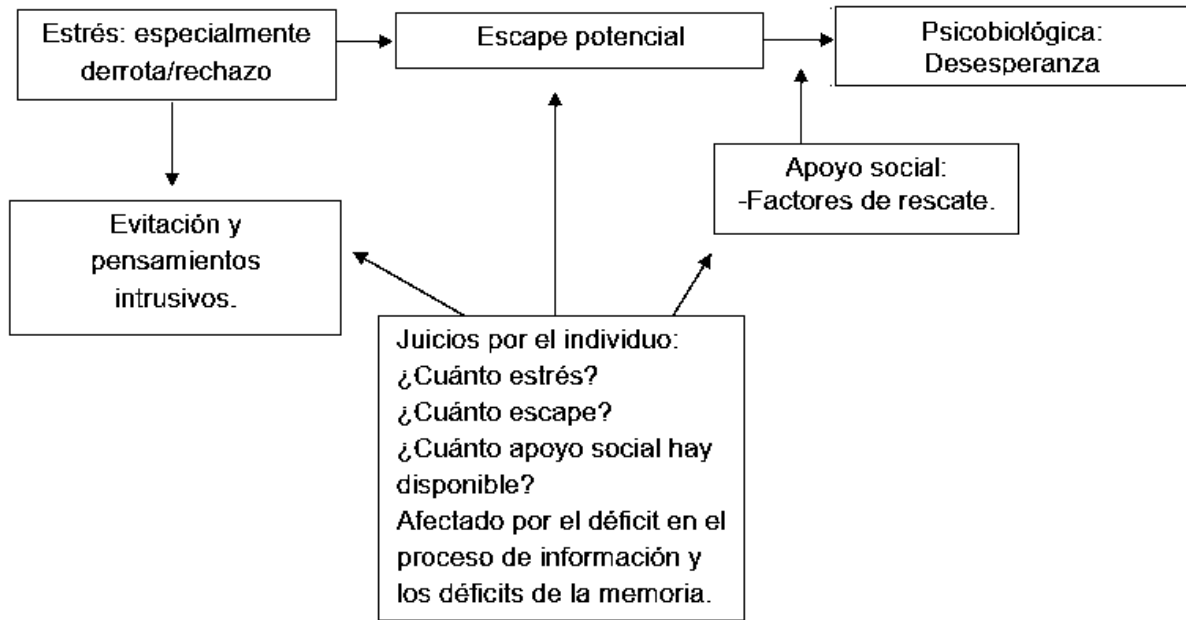 Estrés: especialmente
derrota/rechazo
Escape potencial
Psicobiológica:
Desesperanza
Apoyo social:
-Factores de rescate.
Evitación y
pensamientos
intrusivos.
Juicios por el individuo:
¿Cuánto estrés?
¿Cuánto escape?
¿Cuánto apoyo social hay
disponible?
Afectado por el déficit en el
proceso de información y
los déficits de la memoria.